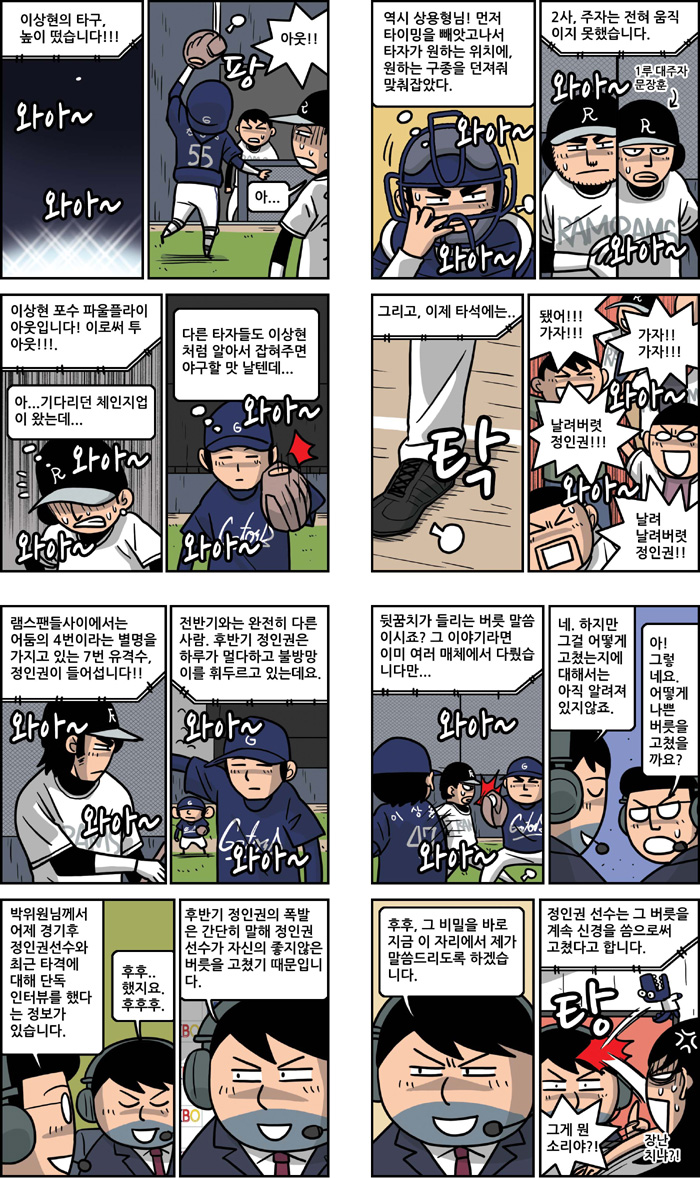 이상현의 타구,
높이 떴습니다!!!
와아~
와아~
아웃!!
팡
G
55
아...
이상현 포수 파울플라이
아웃입니다! 이로써 투
아웃!!!.
아...기다리던 체인지업
이 왔는데...
R
와아~
와아~
다른 타자들도 이상현
처럼 알아서 잡혀주면
야구할 맛 날텐데...
와아~
G
Gators
와아~
역시 상용형님! 먼저
타이밍을 빼앗고나서
타자가 원하는 위치에,
원하는 구종을 던져줘
맞춰잡았다.
와아~
와아~
2사, 주자는 전혀 움직
이지 못했습니다.
와아~
1루 대주자
문장훈
R
R
RAMS
RAMS
와아~
그리고, 이제 타석에는..
탁
됐어!!!
가자!!!
가자!!
가자!!!
날려버렷
정인권!!!
와아~
날려
날려버렷
정인권!!
램스팬들사이에서는
어둠의 4번이라는 별명을
가지고 있는 7번 유격수,
정인권이 들어섭니다!!
와아~
R
와아~
RAMS
전반기와는 완전히 다른
사람. 후반기 정인권은
하루가 멀다하고 불방망
이를 휘두르고 있는데요.
와아~
G
Gators
와아~
박위원님께서
어제 경기후
정인권선수와
최근 타격에
대해 단독
인터뷰를 했다
는 정보가
있습니다.
후후..
했지요.
후후후.
후반기 정인권의 폭발
은 간단히 말해 정인권
선수가 자신의 좋지않은
버릇을 고쳤기 때문입니
다.
뒷꿈치가 들리는 버릇 말씀
이시죠? 그 이야기라면
이미 여러 매체에서 다뤘습
니다만...
와아~
이상용
47
R
G
Gators
와아~
네. 하지만
그걸 어떻게
고쳤는지에
대해서는
아직 알려져
있지않죠.
아!
그렇
네요.
어떻게
나쁜
버릇을
고쳤을
까요?
후후, 그 비밀을 바로
지금 이 자리에서 제가
말씀드리도록 하겠습
니다.
정인권 선수는 그 버릇을
계속 신경을 씀으로써
고쳤다고 합니다.
탕
그게 뭔
소리야?!
장난
치냐?!